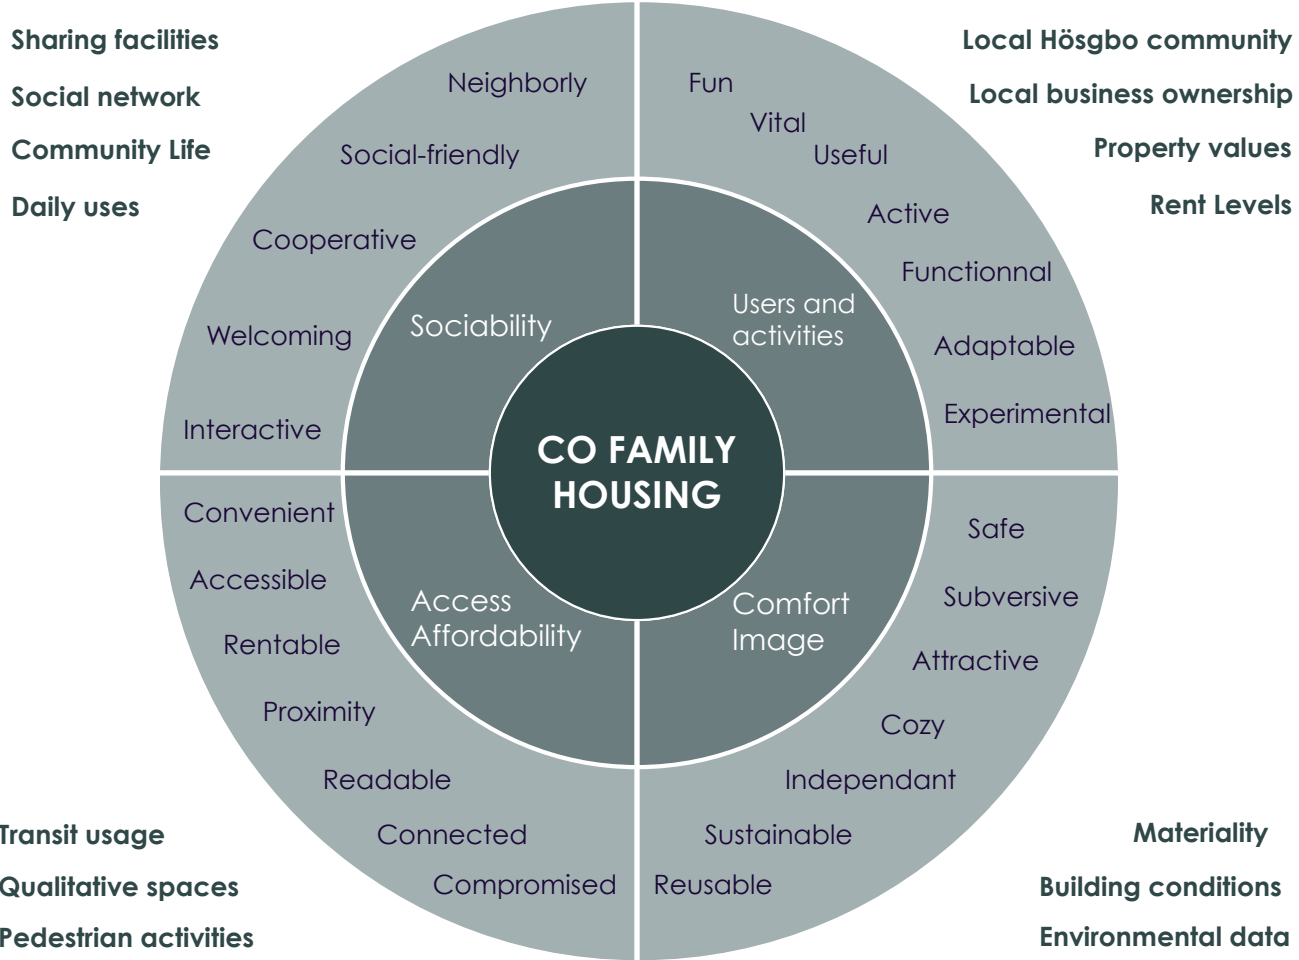 Sharing facilities
Social network
Community Life
Daily uses
Local Hösgbo community
Local business ownership
Property values
Rent Levels
Neighborly
Social-friendly
Cooperative
Welcoming
Interactive
Fun
Vital
Useful
Active
Functionnal
Adaptable
Experimental
Sociability
Users and
activities
CO FAMILY
HOUSING
Access
Affordability
Comfort
Image
Convenient
Accessible
Rentable
Proximity
Readable
Connected
Compromised
Safe
Subversive
Attractive
Cozy
Independant
Sustainable
Reusable
Transit usage
Qualitative spaces
Pedestrian activities
Materiality
Building conditions
Environmental data